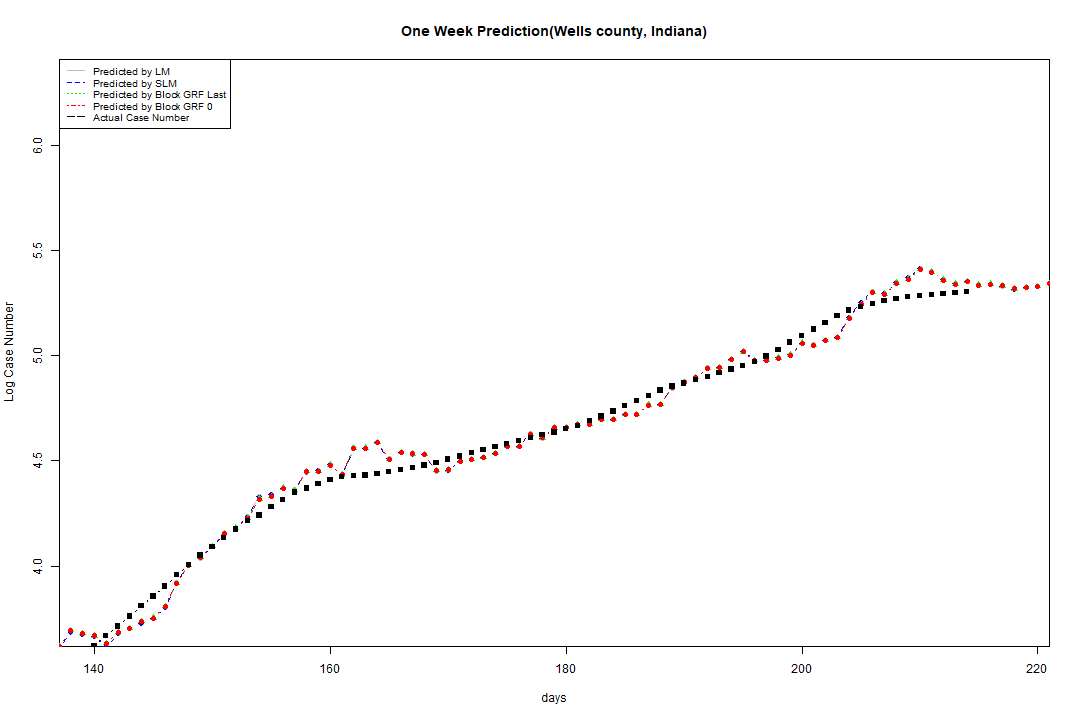 One Week Prediction(Wells county, Indiana)
Predicted by LM
Predicted by SLM
Predicted by Block GRF Last
Predicted by Block GRF 0
Actual Case Number
Log Case Number
6.0
5.5
5.0
4.5
4.0
140 160 180 200 220
days